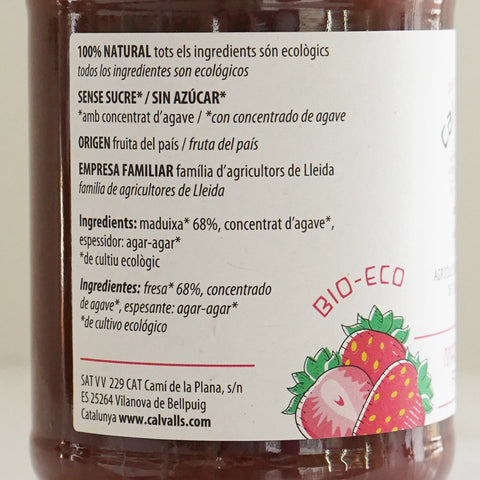 100% NATURAL tots els ingredients són ecològics
todos los ingredientes son ecológicos
SENSE SUCRE* / SIN AZÚCAR*
*amb concentrat d'agave / *con concentrado de agave
ORIGEN fruita del país / fruta del país
EMPRESA FAMILIAR família d'agricultors de Lleida
familia de agricultores de Lleida
Ingredients: maduixa* 68%, concentrat d'agave*,
espessidor: agar-agar*
*de cultiu ecològic
Ingredientes: fresa* 68%, concentrado
de agave*, espesante: agar-agar*
*de cultivo ecológico
BIO-ECO
SAT VV 229 CAT Camí de la Plana, s/n
ES 25264 Vilanova de Bellpuig
Catalunya www.calvalls.com